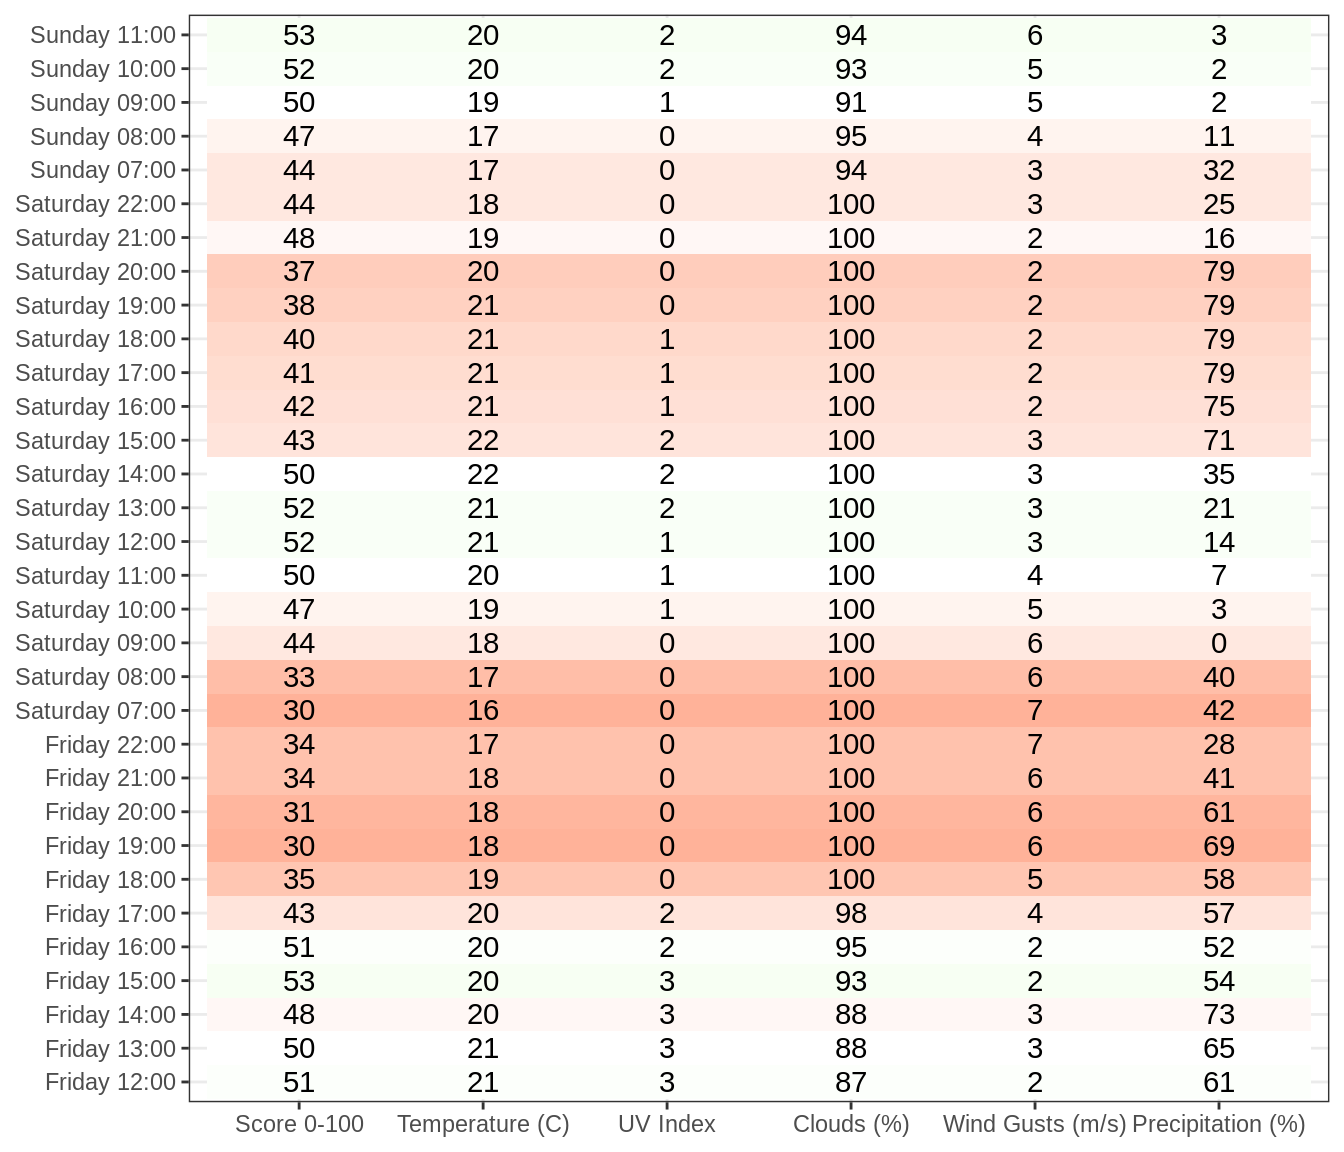 Sunday 11:00 53 20 2 94 6 3
Sunday 10:00 52 20 2 93 5 2
Sunday 09:00 50 19 1 91 5 2
Sunday 08:00 47 17 0 95 4 11
Sunday 07:00 44 17 0 94 3 32
Saturday 22:00 44 18 0 100 3 25
Saturday 21:00 48 19 0 100 2 16
Saturday 20:00 37 20 0 100 2 79
Saturday 19:00 38 21 0 100 2 79
Saturday 18:00 40 21 1 100 2 79
Saturday 17:00 41 21 1 100 2 79
Saturday 16:00 42 21 1 100 2 75
Saturday 15:00 43 22 2 100 3 71
Saturday 14:00 50 22 2 100 3 35
Saturday 13:00 52 21 2 100 3 21
Saturday 12:00 52 21 1 100 3 14
Saturday 11:00 50 20 1 100 4 7
Saturday 10:00 47 19 1 100 5 3
Saturday 09:00 44 18 0 100 6 0
Saturday 08:00 33 17 0 100 6 40
Saturday 07:00 30 16 0 100 7 42
Friday 22:00 34 17 0 100 7 28
Friday 21:00 34 18 0 100 6 41
Friday 20:00 31 18 0 100 6 61
Friday 19:00 30 18 0 100 6 69
Friday 18:00 35 19 0 100 5 58
Friday 17:00 43 20 2 98 4 57
Friday 16:00 51 20 2 95 2 52
Friday 15:00 53 20 3 93 2 54
Friday 14:00 48 20 3 88 3 73
Friday 13:00 50 21 3 88 3 65
Friday 12:00 51 21 3 87 2 61
Score 0-100 Temperature (C) UV Index Clouds (%) Wind Gusts (m/s) Precipitation (%)